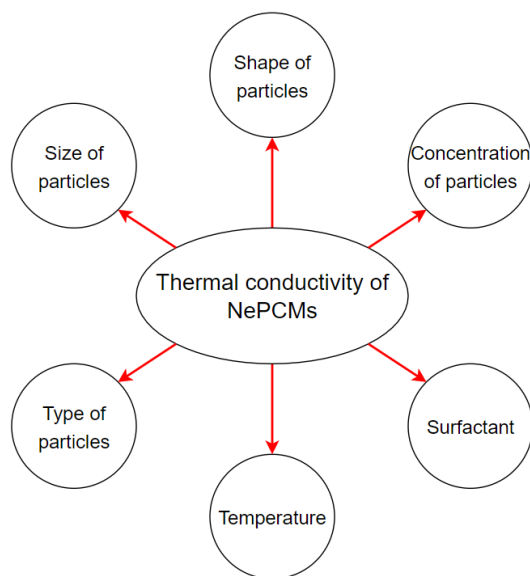 Shape of
particles
Size of
particles
Concentration
of particles
Thermal conductivity of
NePCMs
Type of
particles
Surfactant
Temperature